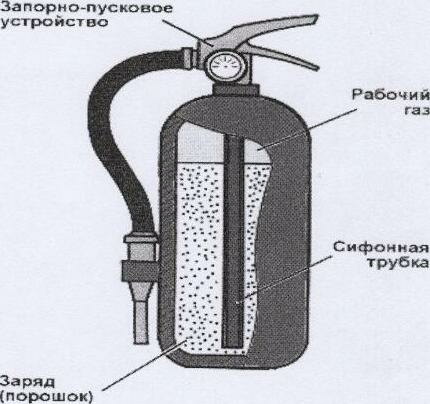 Запорно-пусковое
устройство
Рабочий
газ
Сифонная
трубка
Заряд
(порошок)